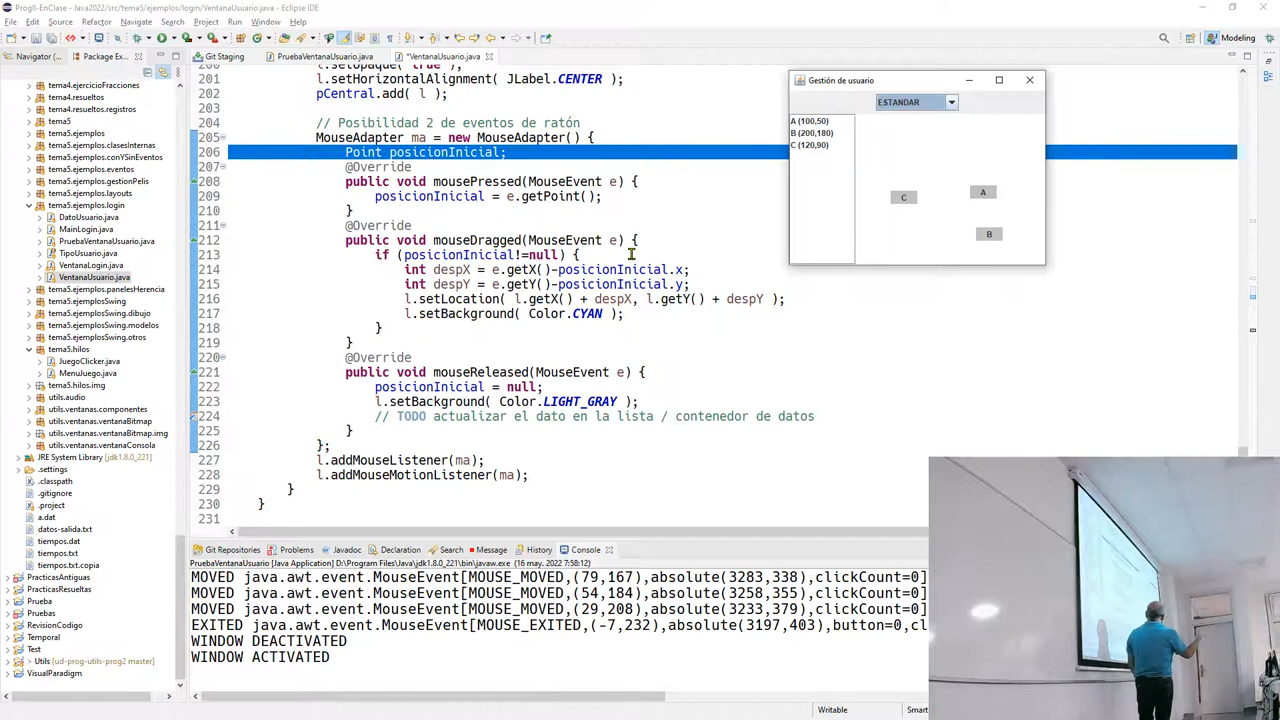 ProgII-EnClase - Java2022/src/tema5/ejemplos/login/VentanaUsuario.java - Eclipse IDE
File Edit Source Refactor Navigate Search Project Run Window Help
Modeling
Navigator (... Package Ex...
Git Staging PruebaVentanaUsuario.java *VentanaUsuario.java
tema4.ejercicioFraccion
tema4.resueltos
tema4.resueltos.registros
tema5
tema5.ejemplos
tema5.ejemplos.clasesInternas
tema5.ejemplos.conYSinEventos
tema5.ejemplos.eventos
tema5.ejemplos.gestionPelis
tema5.ejemplos.layouts
tema5.ejemplos.login
DatoUsuario.java
MainLogin.java
PruebaVentanaUsuario.java
TipoUsuario.java
VentanaLogin.java
VentanaUsuario.java
tema5.ejemplos.panelesHerencia
tema5.ejemplosSwing
tema5.ejemplosSwing.dibujo
tema5.ejemplosSwing.modelos
tema5.ejemplosSwing.otros
tema5.hilos
JuegoClicker.java
MenuJuego.java
tema5.hilos.img
utils.audio
utils.ventanas.componentes
utils.ventanas.ventanaBitmap
utils.ventanas.ventanaBitmap.img
utils.ventanas.ventanaConsola
JRE System Library [jdk1.8.0_221]
.settings
.classpath
.gitignore
.project
a.dat
datos-salida.txt
tiempos.dat
tiempos.txt
tiempos.txt.copia
PracticasAntiguas
PracticasResueltas
Prueba
Pruebas
RevisionCodigo
Temporal
Test
> Utils [ud-prog-utils-prog2 master]
VisualParadigm
200 l.setOpaque( true );
201 l.setHorizontalAlignment( JLabel.CENTER );
202 pCentral.add( l );
203
204 // Posibilidad 2 de eventos de ratón
205 MouseAdapter ma = new MouseAdapter() {
206 Point posicionInicial;
207 @Override
208 public void mousePressed(MouseEvent e) {
209 posicionInicial = e.getPoint();
210 }
211 @Override
212 public void mouseDragged(MouseEvent e) {
213 if (posicionInicial!=null) {
214 int despX = e.getX()-posicionInicial.x;
215 int despY = e.getY()-posicionInicial.y;
216 l.setLocation( l.getX() + despX, l.getY() + despY );
217 l.setBackground( Color.CYAN );
218 }
219 }
220 @Override
221 public void mouseReleased(MouseEvent e) {
222 posicionInicial = null;
223 l.setBackground( Color.LIGHT_GRAY );
224 // TODO actualizar el dato en la lista / contenedor de datos
225 }
226 };
227 l.addMouseListener(ma);
228 l.addMouseMotionListener(ma);
229 }
230 }
231
Gestión de usuario
ESTANDAR
A (100,50)
B (200,180)
C (120,90)
A
C
B
Git Repositories Problems Javadoc Declaration Search Message History Console
PruebaVentanaUsuario [Java Application] D:\Program Files\Java\jdk1.8.0_221\bin\javaw.exe (16 may. 2022 7:58:12)
MOVED java.awt.event.MouseEvent[MOUSE_MOVED,(79,167),absolute(3283,338),clickCount=0]
MOVED java.awt.event.MouseEvent[MOUSE_MOVED,(54,184),absolute(3258,355),clickCount=0]
MOVED java.awt.event.MouseEvent[MOUSE_MOVED,(29,208),absolute(3233,379),clickCount=0]
EXITED java.awt.event.MouseEvent[MOUSE_EXITED,(-7,232),absolute(3197,403),button=0,cl
WINDOW DEACTIVATED
WINDOW ACTIVATED
Writable Smart